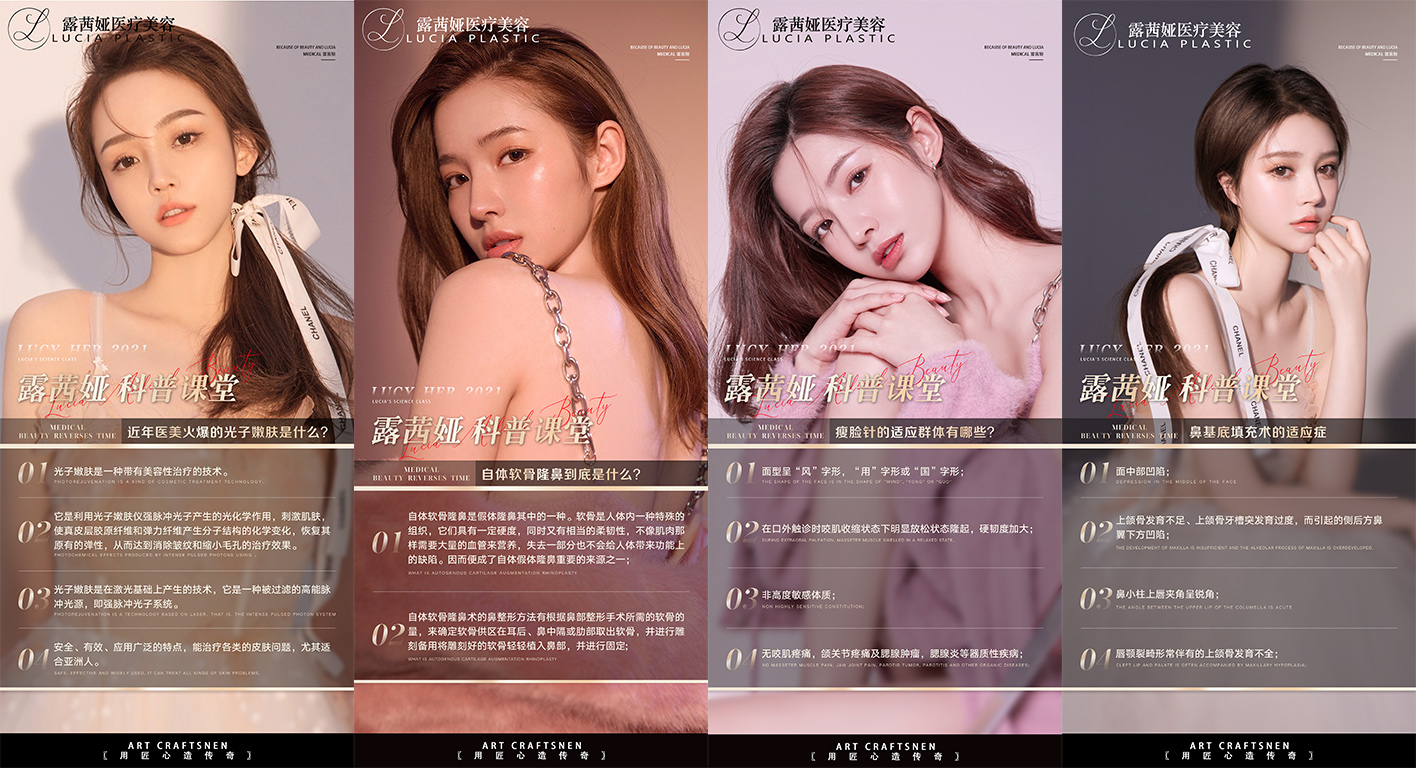 露茜娅医疗美容
LUCIA PLASTIC
BECAUSE OF BEAUTY AND LUCIA
MEDICAL 露茜娅
CHANEL
LUCY HER 2021
LUCIA'S SCIENCE CLASS
露茜娅 科普课堂
Lucia
Beauty
MEDICAL
BEAUTY REVERSES TIME
近年医美火爆的光子嫩肤是什么?
01
光子嫩肤是一种带有美容性治疗的技术。
PHOTOREJUVENATION IS A KIND OF COSMETIC TREATMENT TECHNOLOGY.
02
它是利用光子嫩肤仪强脉冲光子产生的光化学作用，刺激肌肤，
使真皮层胶原纤维和弹力纤维产生分子结构的化学变化，恢复其
原有的弹性，从而达到消除皱纹和缩小毛孔的治疗效果。
PHOTOCHEMICAL EFFECTS PRODUCED BY INTENSE PULSED PHOTONS USING
03
光子嫩肤是在激光基础上产生的技术，它是一种被过滤的高能脉
冲光源，即强脉冲光子系统。
PHOTOREJUVENATION IS A TECHNOLOGY BASED ON LASER, THAT IS, THE INTENSE PULSED PHOTON SYSTEM
04
安全、有效、应用广泛的特点，能治疗各类的皮肤问题，尤其适
合亚洲人。
SAFE, EFFECTIVE AND WIDELY USED, IT CAN TREAT ALL KINDS OF SKIN PROBLEMS.
ART CRAFTSNEN
〖 用 匠 心 造 传 奇 〗
露茜娅医疗美容
LUCIA PLASTIC
BECAUSE OF BEAUTY AND LUCIA
MEDICAL 露茜娅
LUCY HER 2021
LUCIA'S SCIENCE CLASS
露茜娅 科普课堂
Lucia
Beauty
MEDICAL
BEAUTY REVERSES TIME
自体软骨隆鼻到底是什么?
01
自体软骨隆鼻是假体隆鼻其中的一种。软骨是人体内一种特殊的
组织，它们具有一定硬度，同时又有相当的柔韧性，不像肌肉那
样需要大量的血管来营养，失去一部分也不会给人体带来功能上
的缺陷。因而便成了自体假体隆鼻重要的来源之一；
WHAT IS AUTOGENOUS CARTILAGE AUGMENTATION RHINOPLASTY
02
自体软骨隆鼻术的鼻整形方法有根据鼻部整形手术所需的软骨的
量，来确定软骨供区在耳后、鼻中隔或肋部取出软骨，并进行雕
刻备用将雕刻好的软骨轻轻植入鼻部，并进行固定；
WHAT IS AUTOGENOUS CARTILAGE AUGMENTATION RHINOPLASTY
ART CRAFTSNEN
〖 用 匠 心 造 传 奇 〗
露茜娅医疗美容
LUCIA PLASTIC
BECAUSE OF BEAUTY AND LUCIA
MEDICAL 露茜娅
LUCY HER 2021
LUCIA'S SCIENCE CLASS
露茜娅 科普课堂
Lucia
Beauty
MEDICAL
BEAUTY REVERSES TIME
瘦脸针的适应群体有哪些?
01
面型呈“风”字形，“用”字形或“国”字形；
THE SHAPE OF THE FACE IS IN THE SHAPE OF "WIND", "YONG" OR "GUO"
02
在口外触诊时咬肌收缩状态下明显放松状态隆起，硬韧度加大；
DURING EXTRAORAL PALPATION, MASSETER MUSCLE SWELLED IN A RELAXED STATE,
03
非高度敏感体质；
NON HIGHLY SENSITIVE CONSTITUTION;
04
无咬肌疼痛，颌关节疼痛及腮腺肿瘤，腮腺炎等器质性疾病；
NO MASSETER MUSCLE PAIN, JAW JOINT PAIN, PAROTID TUMOR, PAROTITIS AND OTHER ORGANIC DISEASES;
ART CRAFTSNEN
〖 用 匠 心 造 传 奇 〗
露茜娅医疗美容
LUCIA PLASTIC
BECAUSE OF BEAUTY AND LUCIA
MEDICAL 露茜娅
CHANEL
CHANEL
CHANEL
LUCY HER 2021
LUCIA'S SCIENCE CLASS
露茜娅 科普课堂
Lucia
Beauty
MEDICAL
BEAUTY REVERSES TIME
鼻基底填充术的适应症
01
面中部凹陷；
DEPRESSION IN THE MIDDLE OF THE FACE
02
上颌骨发育不足、上颌骨牙槽突发育过度，而引起的侧后方鼻
翼下方凹陷；
THE DEVELOPMENT OF MAXILLA IS INSUFFICIENT AND THE ALVEOLAR PROCESS OF MAXILLA IS OVERDEVELOPED,
03
鼻小柱上唇夹角呈锐角；
THE ANGLE BETWEEN THE UPPER LIP OF THE COLUMELLA IS ACUTE
04
唇颚裂畸形常伴有的上颌骨发育不全；
CLEFT LIP AND PALATE IS OFTEN ACCOMPANIED BY MAXILLARY HYPOPLASIA;
ART CRAFTSNEN
〖 用 匠 心 造 传 奇 〗